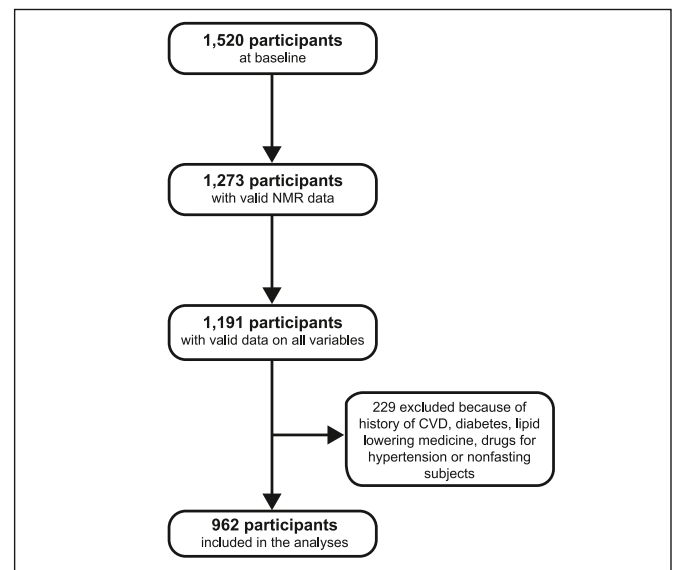 1,520 participants
at baseline
1,273 participants
with valid NMR data
1,191 participants
with valid data on all variables
229 excluded because of
history of CVD, diabetes, lipid
lowering medicine, drugs for
hypertension or nonfasting
subjects
962 participants
included in the analyses